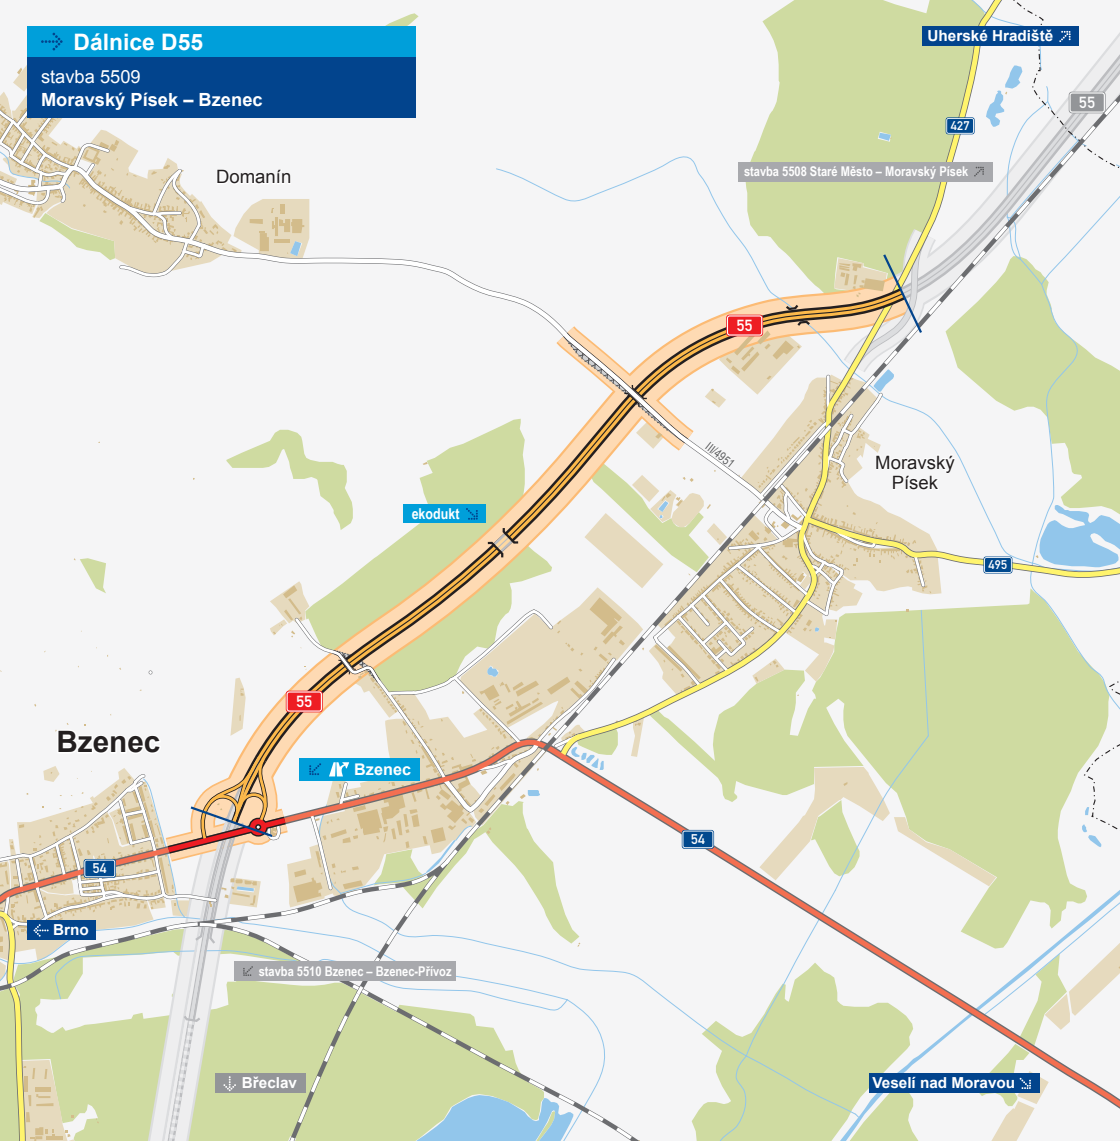 Dálnice D55
stavba 5509
Moravský Písek – Bzenec
Uherské Hradiště
55
427
stavba 5508 Staré Město – Moravský Písek
Domanín
55
III/4951
Moravský
Písek
ekodukt
495
55
Bzenec
Bzenec
54
54
Brno
stavba 5510 Bzenec – Bzenec-Přívoz
Břeclav
Veselí nad Moravou